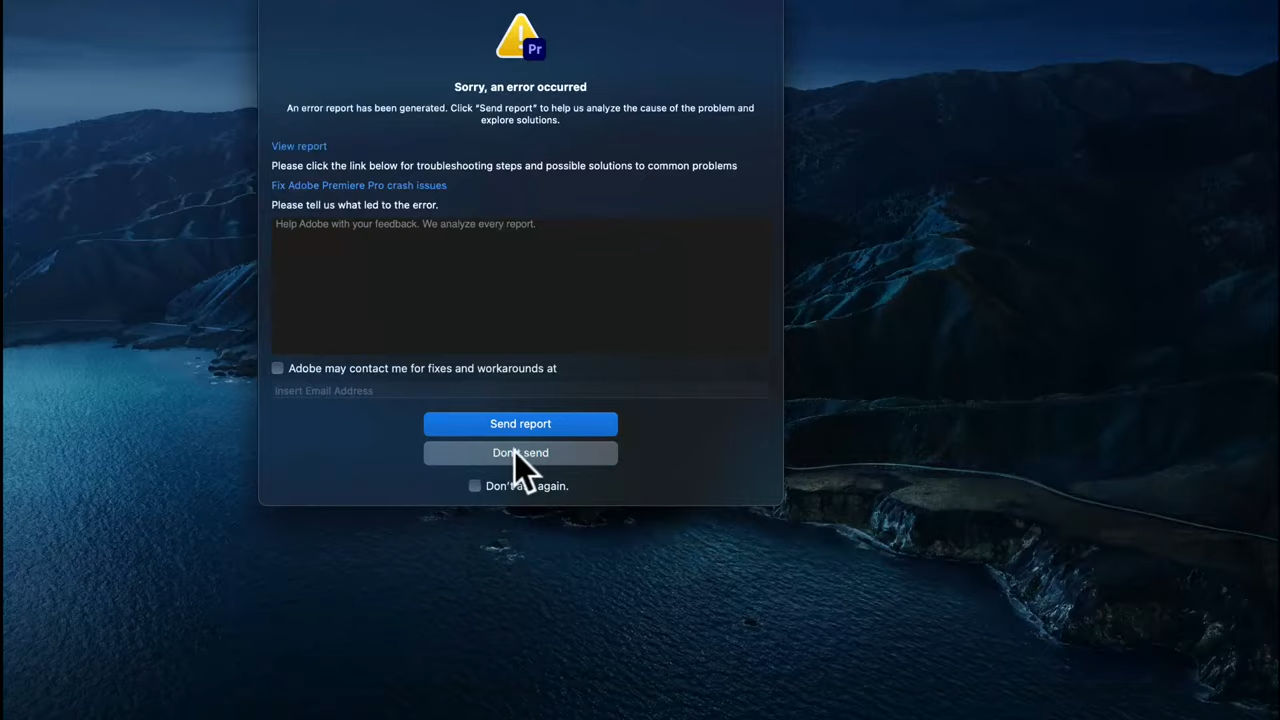 Pr
Sorry, an error occurred
An error report has been generated. Click "Send report" to help us analyze the cause of the problem and
explore solutions.
View report
Please click the link below for troubleshooting steps and possible solutions to common problems
Fix Adobe Premiere Pro crash issues
Please tell us what led to the error.
Help Adobe with your feedback. We analyze every report.
Adobe may contact me for fixes and workarounds at
Insert Email Address
Send report
Don't send
Don't ask again.